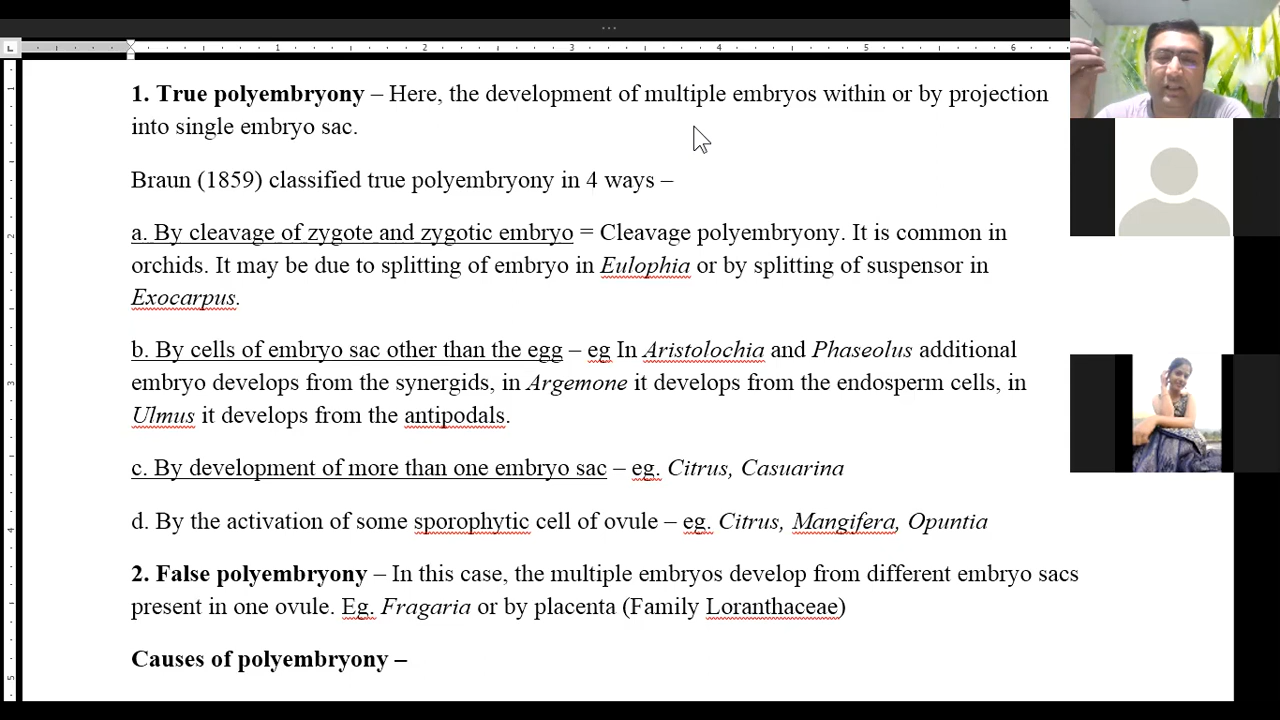 1. True polyembryony – Here, the development of multiple embryos within or by projection
into single embryo sac.
Braun (1859) classified true polyembryony in 4 ways –
a. By cleavage of zygote and zygotic embryo = Cleavage polyembryony. It is common in
orchids. It may be due to splitting of embryo in Eulophia or by splitting of suspensor in
Exocarpus.
b. By cells of embryo sac other than the egg – eg In Aristolochia and Phaseolus additional
embryo develops from the synergids, in Argemone it develops from the endosperm cells, in
Ulmus it develops from the antipodals.
c. By development of more than one embryo sac – eg. Citrus, Casuarina
d. By the activation of some sporophytic cell of ovule – eg. Citrus, Mangifera, Opuntia
2. False polyembryony – In this case, the multiple embryos develop from different embryo sacs
present in one ovule. Eg. Fragaria or by placenta (Family Loranthaceae)
Causes of polyembryony –